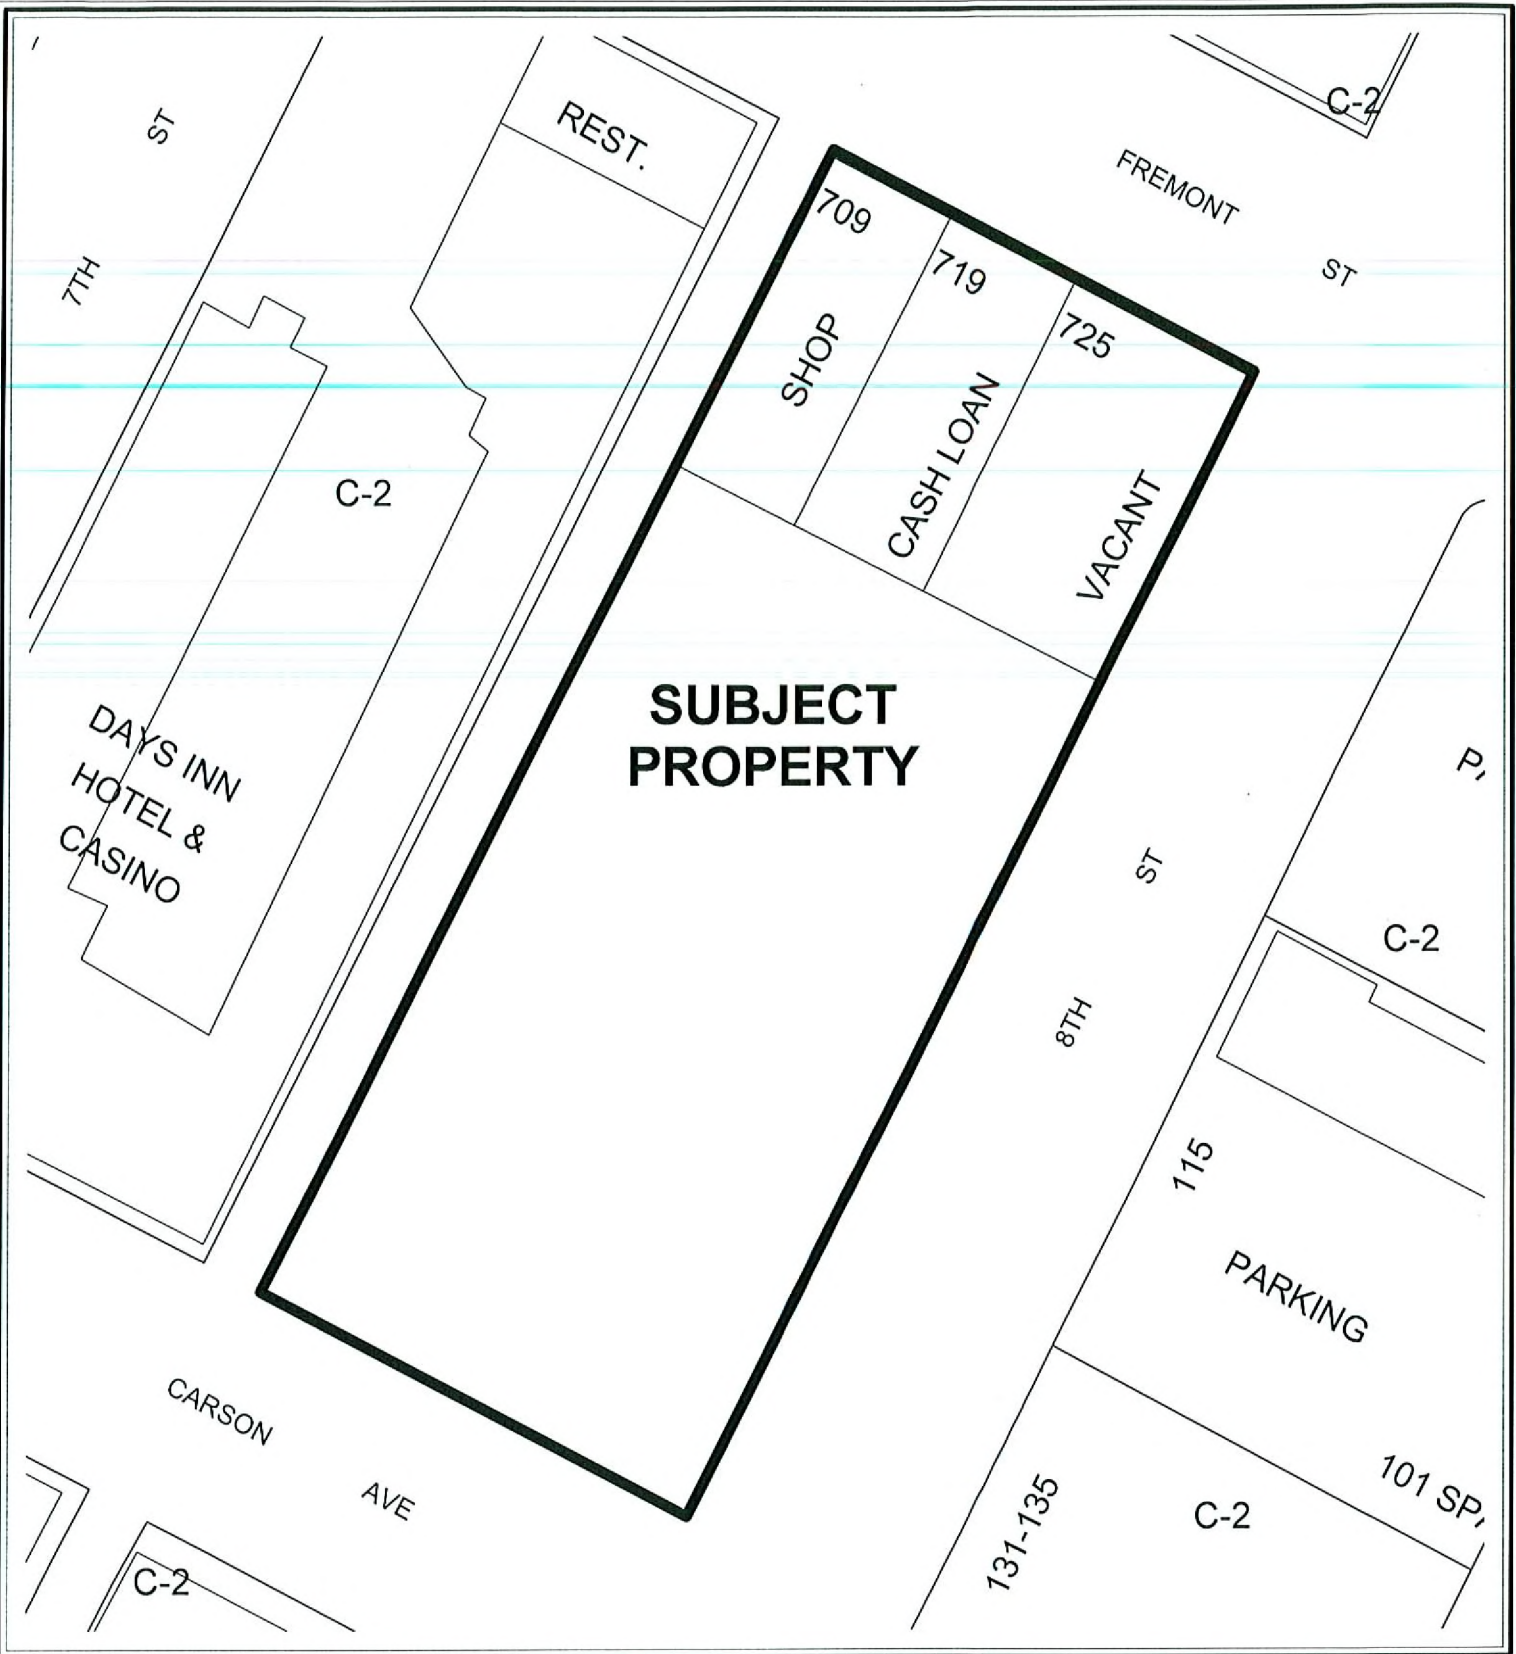 ST
7TH
REST.
C-2
FREMONT
ST
709
719
725
SHOP
CASH LOAN
VACANT
C-2
SUBJECT
PROPERTY
DAYS INN
HOTEL &
CASINO
ST
8TH
C-2
115
PARKING
CARSON
AVE
131-135
C-2
101
C-2